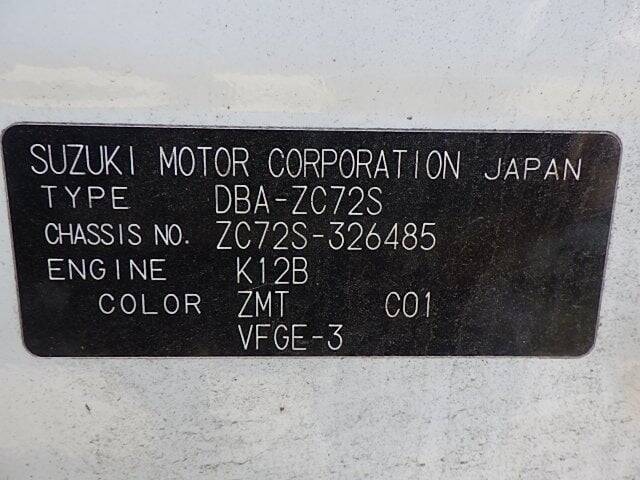 SUZUKI MOTOR CORPORATION JAPAN
TYPE DBA-ZC72S
CHASSIS NO. ZC72S-326485
ENGINE K12B
COLOR ZMT C01
VFGE-3